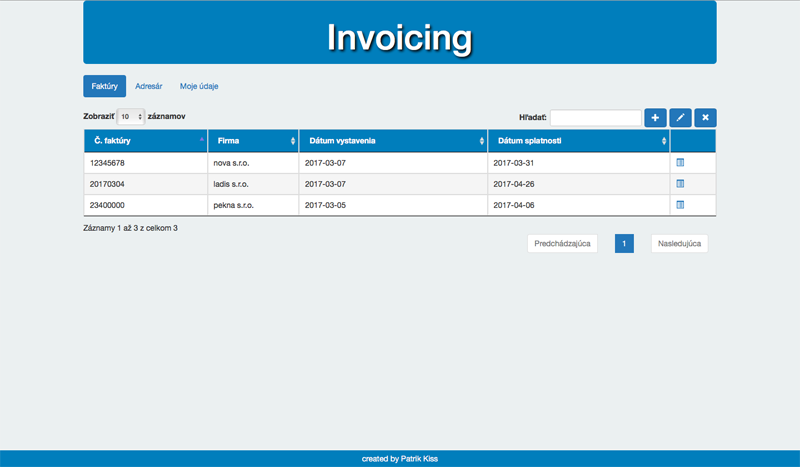 Invoicing
Faktúry Adresár Moje údaje
Zobraziť 10 záznamov Hľadať:
Č. faktúry Firma Dátum vystavenia Dátum splatnosti
12345678 nova s.r.o. 2017-03-07 2017-03-31
20170304 ladis s.r.o. 2017-03-07 2017-04-26
23400000 pekna s.r.o. 2017-03-05 2017-04-06
Záznamy 1 až 3 z celkom 3
Predchádzajúca 1 Nasledujúca
created by Patrik Kiss